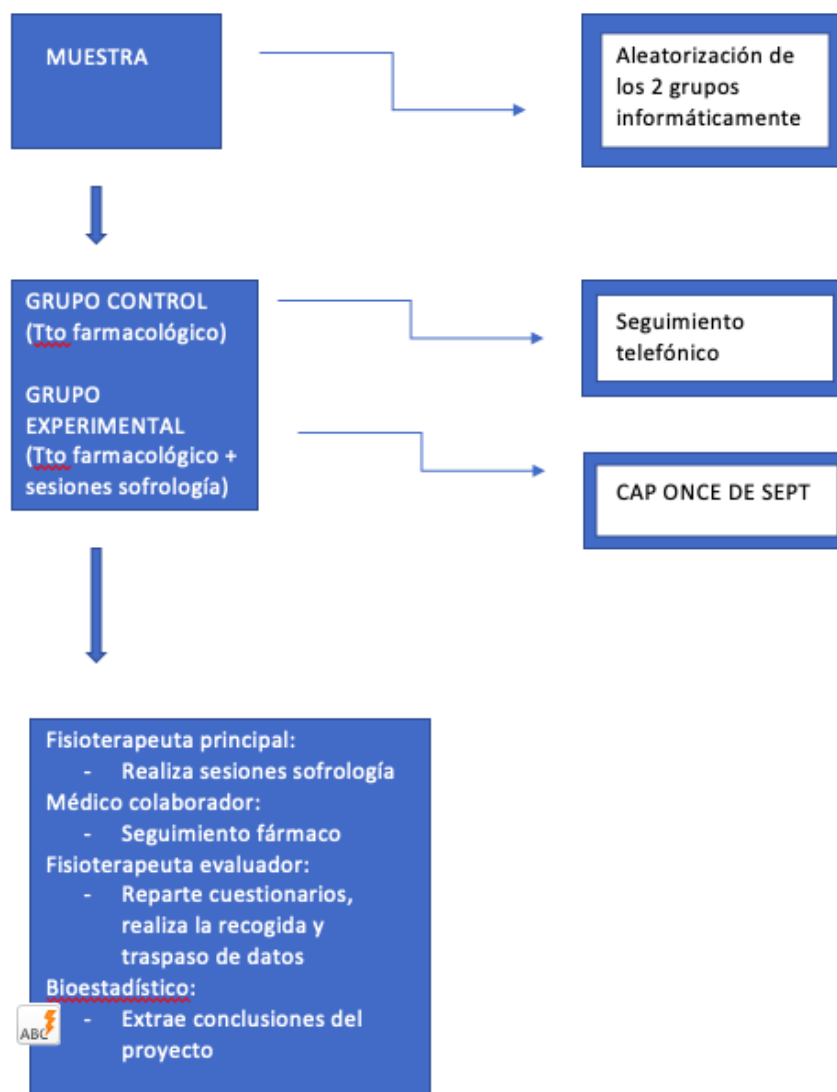 MUESTRA
Aleatorización de
los 2 grupos
informáticamente
GRUPO CONTROL
(Tto farmacológico)
GRUPO
EXPERIMENTAL
(Tto farmacológico +
sesiones sofrología)
Seguimiento
telefónico
CAP ONCE DE SEPT
Fisioterapeuta principal:
- Realiza sesiones sofrología
Médico colaborador:
- Seguimiento fármaco
Fisioterapeuta evaluador:
- Reparte cuestionarios,
realiza la recogida y
traspaso de datos
Bioestadístico:
- Extrae conclusiones del
proyecto
ABC